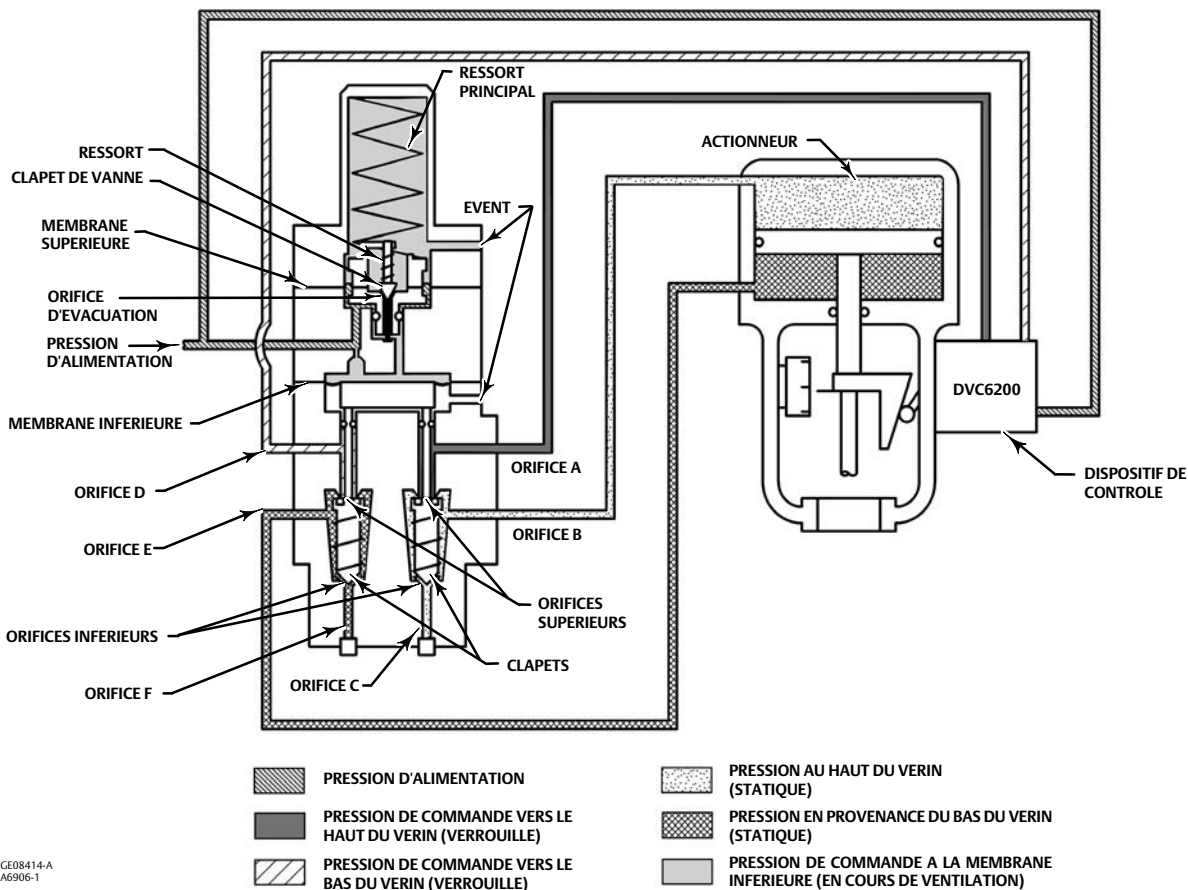 RESSORT
PRINCIPAL
ACTIONNEUR
RESSORT
CLAPET DE VANNE
EVENT
MEMBRANE
SUPERIEURE
ORIFICE
D'EVACUATION
PRESSION
D'ALIMENTATION
DVC6200
MEMBRANE INFERIEURE
ORIFICE A
DISPOSITIF DE
CONTROLE
ORIFICE D
ORIFICE B
ORIFICE E
ORIFICES
SUPERIEURS
ORIFICES INFERIEURS
CLAPETS
ORIFICE C
ORIFICE F
PRESSION D'ALIMENTATION
PRESSION DE COMMANDE VERS LE
HAUT DU VERIN (VERROUILLE)
PRESSION DE COMMANDE VERS LE
BAS DU VERIN (VERROUILLE)
PRESSION AU HAUT DU VERIN
(STATIQUE)
PRESSION EN PROVENANCE DU BAS DU VERIN
(STATIQUE)
PRESSION DE COMMANDE A LA MEMBRANE
INFERIEURE (EN COURS DE VENTILATION)
GE08414-A
A6906-1